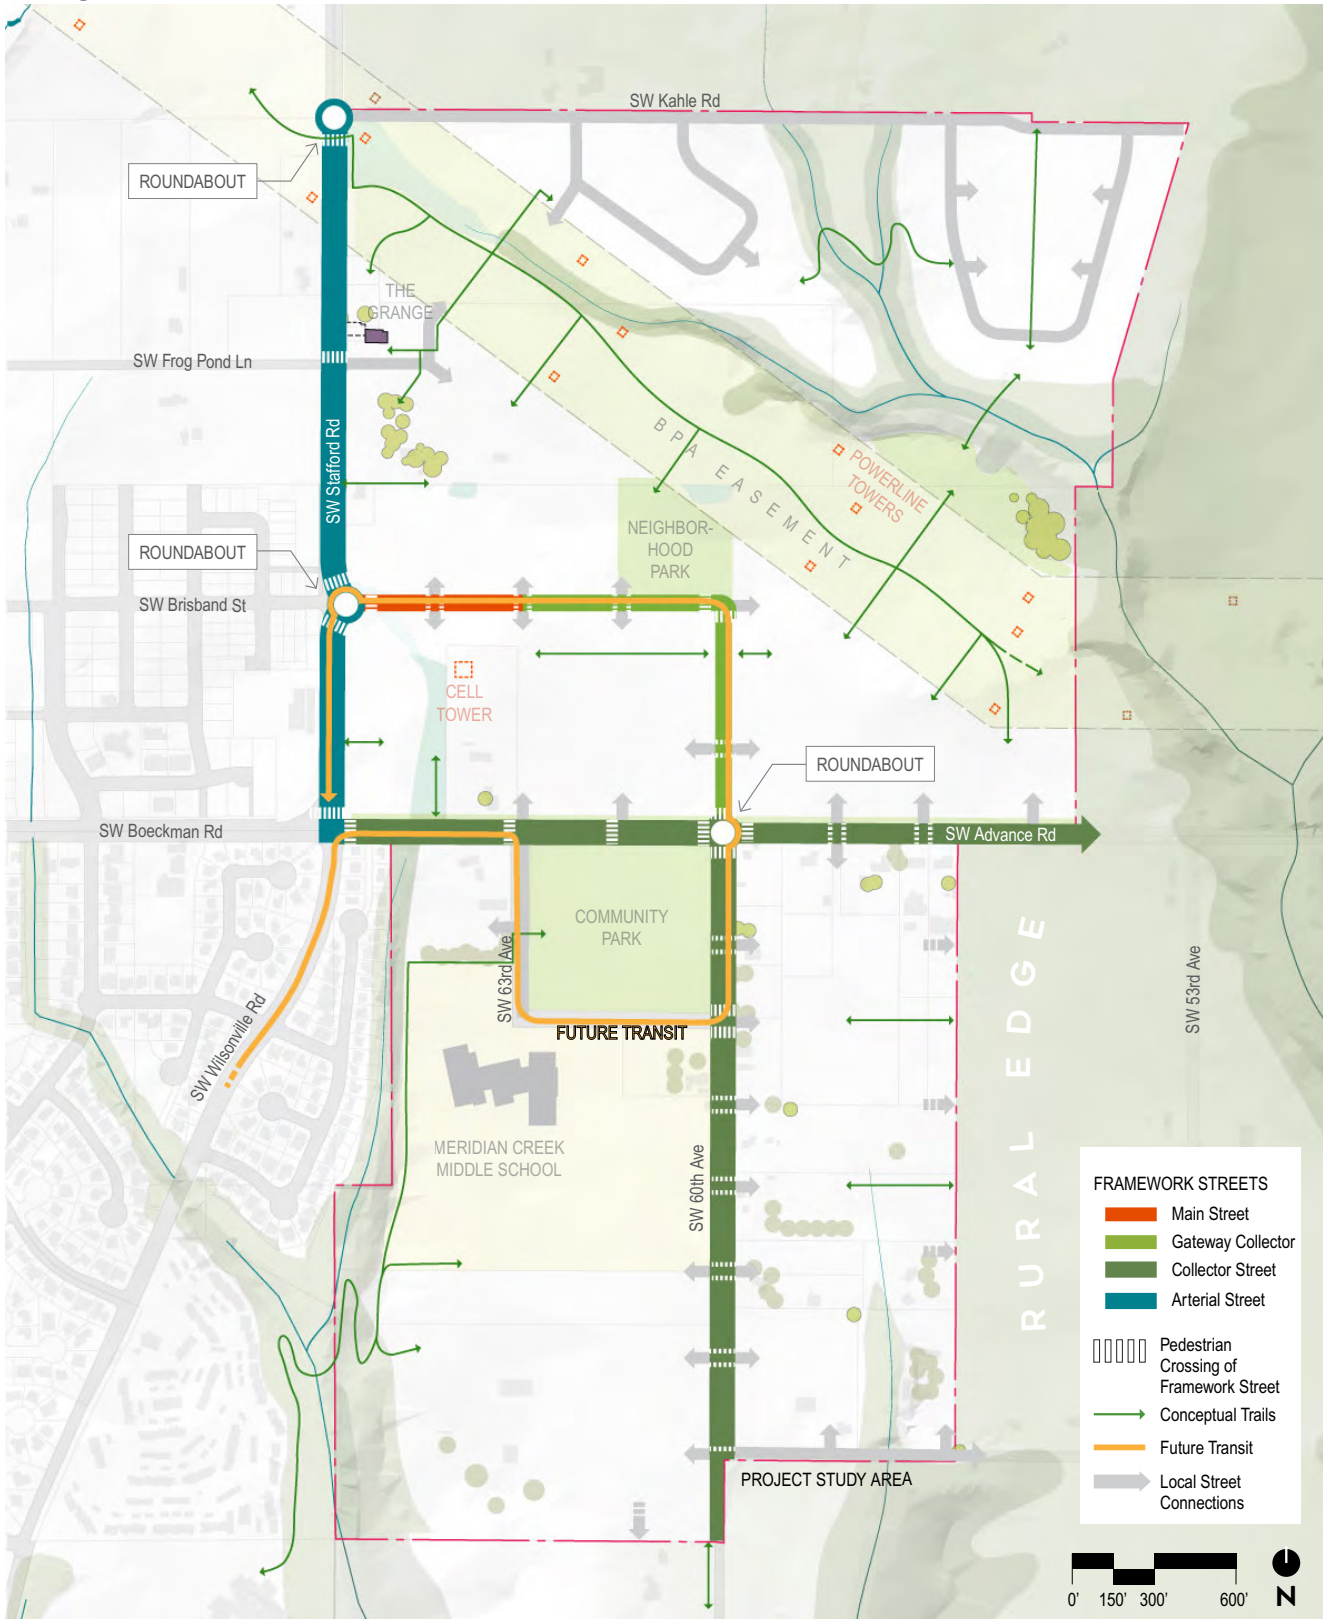 SW Kahle Rd
ROUNDABOUT
THE
GRANGE
SW Frog Pond Ln
SW Stafford Rd
BPA EASEMENT
POWERLINE
TOWERS
NEIGHBOR-
HOOD
PARK
ROUNDABOUT
SW Brisband St
CELL
TOWER
ROUNDABOUT
SW Boeckman Rd
SW Advance Rd
COMMUNITY
PARK
SW 63rd Ave
RURAL EDGE
SW 53rd Ave
SW Wilsonville Rd
FUTURE TRANSIT
MERIDIAN CREEK
MIDDLE SCHOOL
SW 60th Ave
FRAMEWORK STREETS
Main Street
Gateway Collector
Collector Street
Arterial Street
Pedestrian
Crossing of
Framework Street
Conceptual Trails
Future Transit
Local Street
Connections
PROJECT STUDY AREA
0' 150' 300' 600'
N